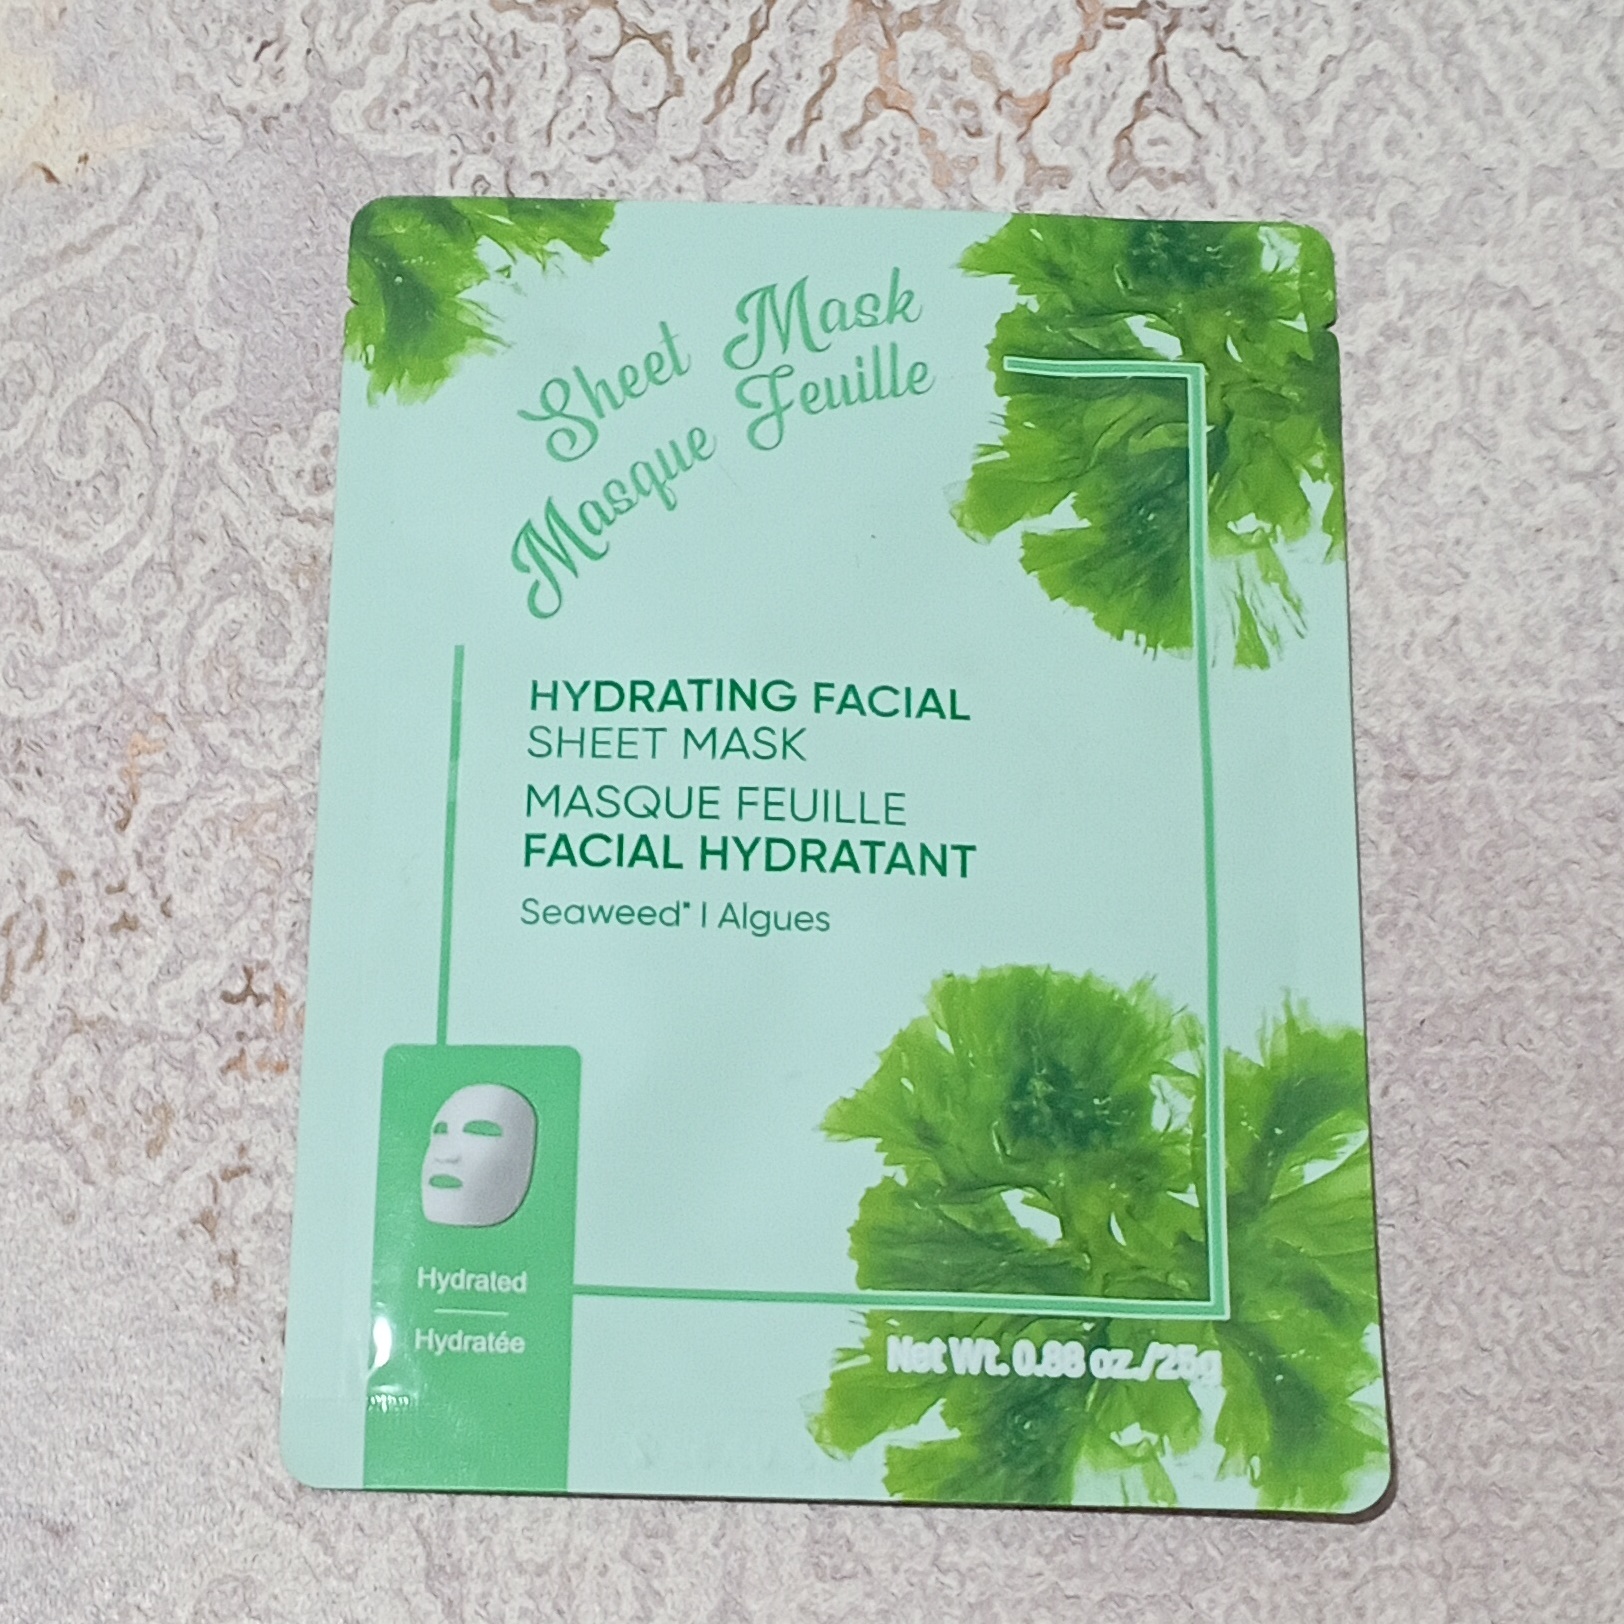 Sheet Mask
Masque Feuille
HYDRATING FACIAL
SHEET MASK
MASQUE FEUILLE
FACIAL HYDRATANT
Seaweed* | Algues
Hydrated
Hydratée
Net Wt. 0.88 oz./25g